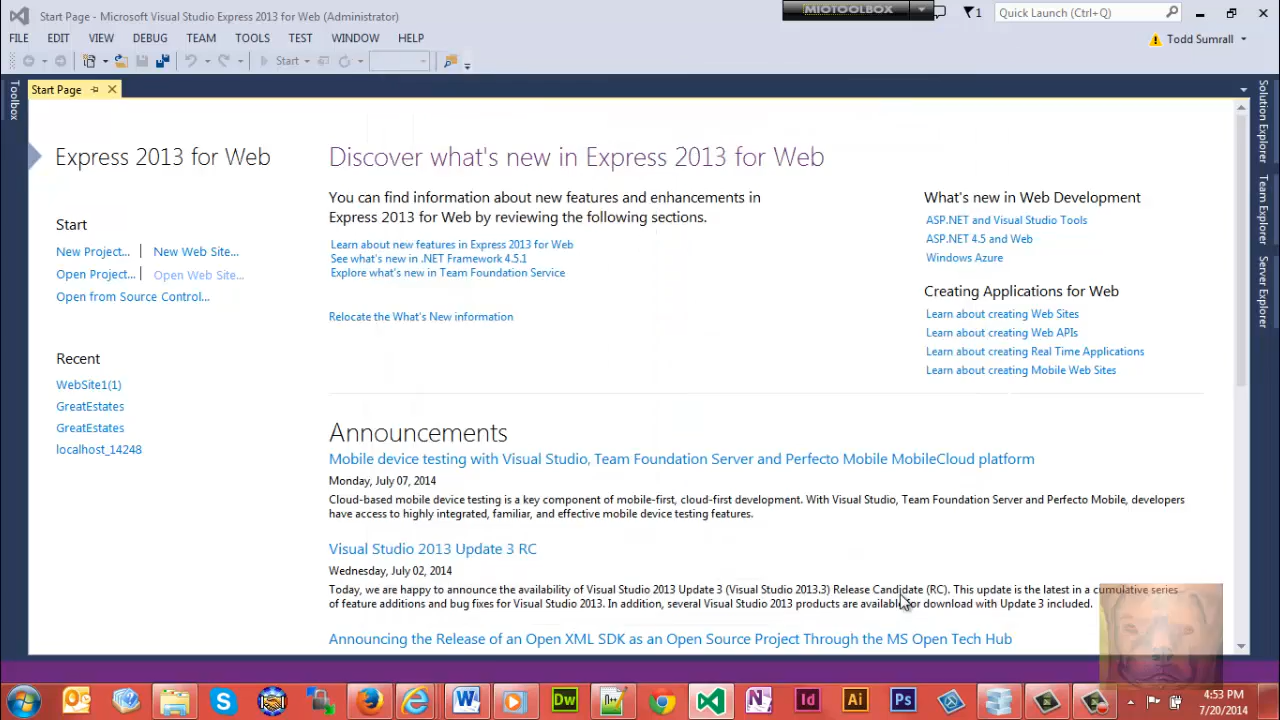 Start Page - Microsoft Visual Studio Express 2013 for Web (Administrator)
MIOTOOLBOX
1
Quick Launch (Ctrl+Q)
FILE EDIT VIEW DEBUG TEAM TOOLS TEST WINDOW HELP
Todd Sumrall
Start
Toolbox
Start Page
Solution Explorer
Team Explorer
Server Explorer
Express 2013 for Web
Start
New Project... New Web Site...
Open Project... Open Web Site...
Open from Source Control...
Recent
WebSite1(1)
GreatEstates
GreatEstates
localhost_14248
Discover what's new in Express 2013 for Web
You can find information about new features and enhancements in
Express 2013 for Web by reviewing the following sections.
Learn about new features in Express 2013 for Web
See what's new in .NET Framework 4.5.1
Explore what's new in Team Foundation Service
Relocate the What's New information
What's new in Web Development
ASP.NET and Visual Studio Tools
ASP.NET 4.5 and Web
Windows Azure
Creating Applications for Web
Learn about creating Web Sites
Learn about creating Web APIs
Learn about creating Real Time Applications
Learn about creating Mobile Web Sites
Announcements
Mobile device testing with Visual Studio, Team Foundation Server and Perfecto Mobile MobileCloud platform
Monday, July 07, 2014
Cloud-based mobile device testing is a key component of mobile-first, cloud-first development. With Visual Studio, Team Foundation Server and Perfecto Mobile, developers
have access to highly integrated, familiar, and effective mobile device testing features.
Visual Studio 2013 Update 3 RC
Wednesday, July 02, 2014
Today, we are happy to announce the availability of Visual Studio 2013 Update 3 (Visual Studio 2013.3) Release Candidate (RC). This update is the latest in a cumulative series
of feature additions and bug fixes for Visual Studio 2013. In addition, several Visual Studio 2013 products are available for download with Update 3 included.
Announcing the Release of an Open XML SDK as an Open Source Project Through the MS Open Tech Hub
Dw
Id
Ai
Ps
4:53 PM
7/20/2014